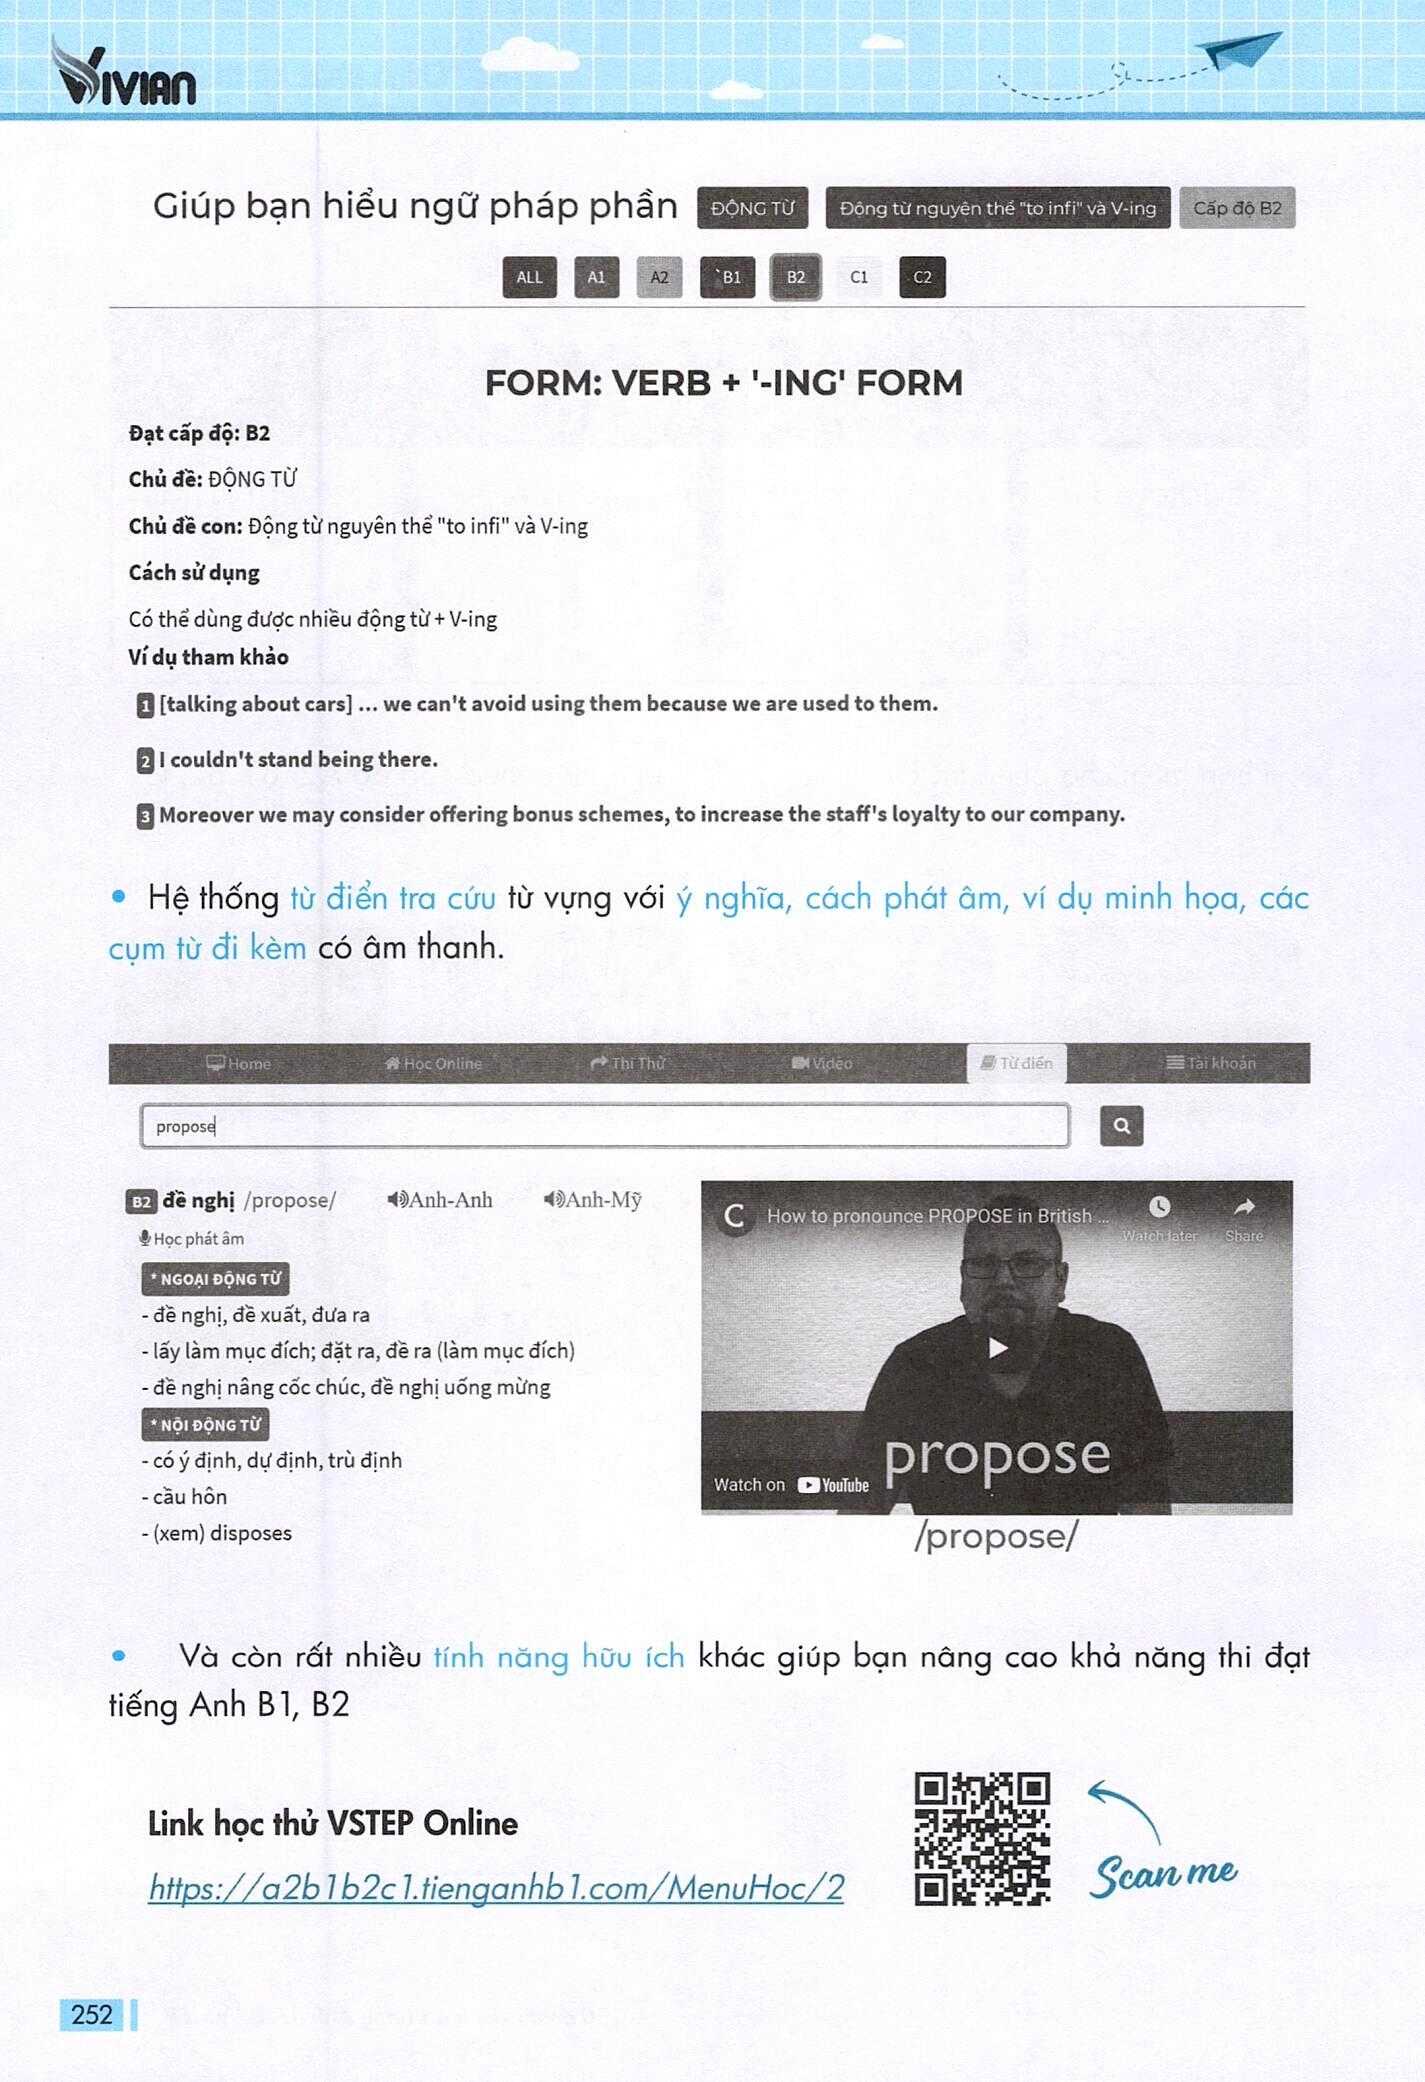 VIVIAN
Giúp bạn hiểu ngữ pháp phần ĐỘNG TỪ Động từ nguyên thể "to infi" và V-ing Cấp độ B2
ALL A1 A2 `B1 B2 C1 C2
FORM: VERB + '-ING' FORM
Đạt cấp độ: B2
Chủ đề: ĐỘNG TỪ
Chủ đề con: Động từ nguyên thể "to infi" và V-ing
Cách sử dụng
Có thể dùng được nhiều động từ + V-ing
Ví dụ tham khảo
1 [talking about cars] ... we can't avoid using them because we are used to them.
2 I couldn't stand being there.
3 Moreover we may consider offering bonus schemes, to increase the staff's loyalty to our company.
• Hệ thống từ điển tra cứu từ vựng với ý nghĩa, cách phát âm, ví dụ minh họa, các
cụm từ đi kèm có âm thanh.
Home Học Online Thi Thử Video Từ điển Tài khoản
propose
B2 đề nghị /propose/ Anh-Anh Anh-Mỹ
Học phát âm
* NGOẠI ĐỘNG TỪ
- đề nghị, đề xuất, đưa ra
- lấy làm mục đích; đặt ra, đề ra (làm mục đích)
- đề nghị nâng cốc chúc, đề nghị uống mừng
* NỘI ĐỘNG TỪ
- có ý định, dự định, trù định
- cầu hôn
- (xem) disposes
C How to pronounce PROPOSE in British ...
Watch later Share
propose
Watch on YouTube
/propose/
• Và còn rất nhiều tính năng hữu ích khác giúp bạn nâng cao khả năng thi đạt
tiếng Anh B1, B2
Link học thử VSTEP Online
https://a2b1b2c1.tienganhb1.com/MenuHoc/2
Scan me
252